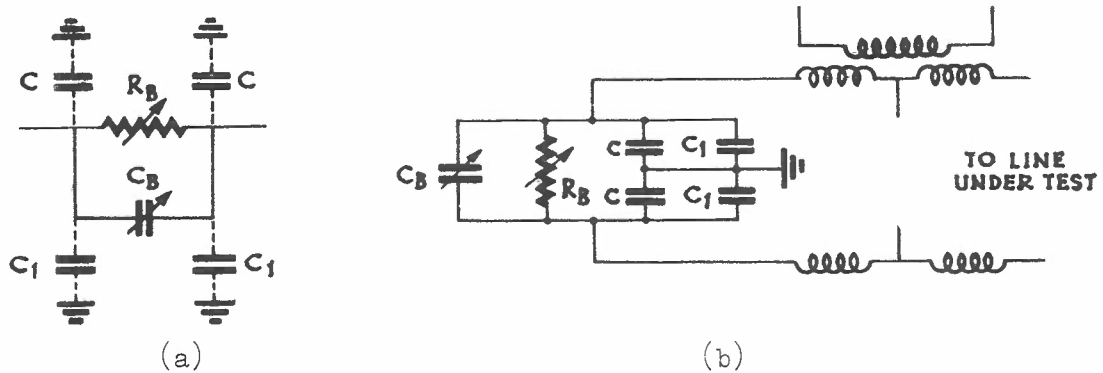 C
C
R_B
C_B
C_1
C_1
(a)
C_B
R_B
C
C_1
C
C_1
TO LINE
UNDER TEST
(b)